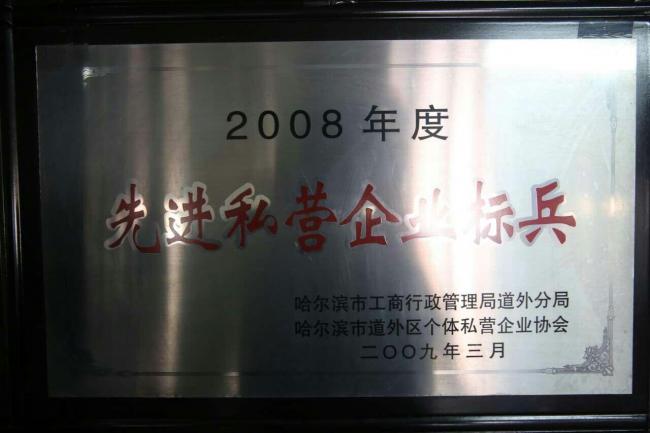 2008年度
先进私营企业标兵
哈尔滨市工商行政管理局道外分局
哈尔滨市道外区个体私营企业协会
二〇〇九年三月